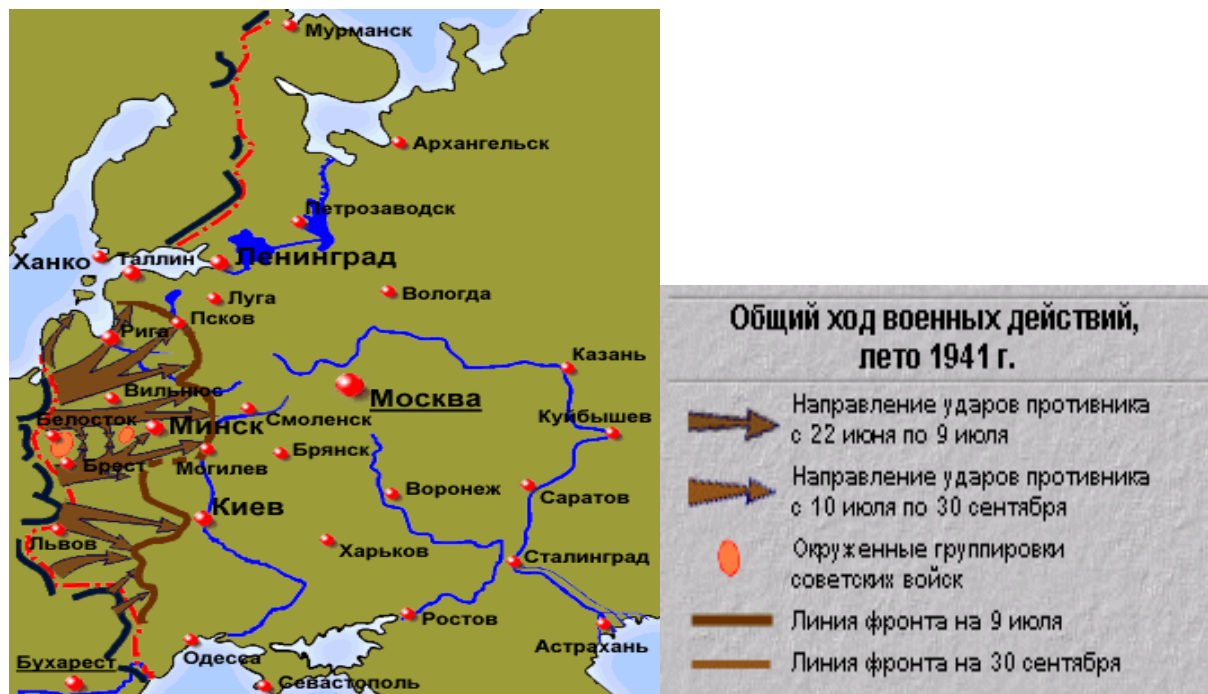 Мурманск
Архангельск
Петрозаводск
Ханко
Таллин
Ленинград
Луга
Вологда
Псков
Рига
Казань
Вильнюс
Москва
Белосток
Минск
Смоленск
Куйбышев
Брест
Могилев
Брянск
Воронеж
Саратов
Киев
Львов
Харьков
Сталинград
Ростов
Астрахань
Бухарест
Одесса
Севастополь
Общий ход военных действий,
лето 1941 г.
Направление ударов противника
с 22 июня по 9 июля
Направление ударов противника
с 10 июля по 30 сентября
Окруженные группировки
советских войск
Линия фронта на 9 июля
Линия фронта на 30 сентября